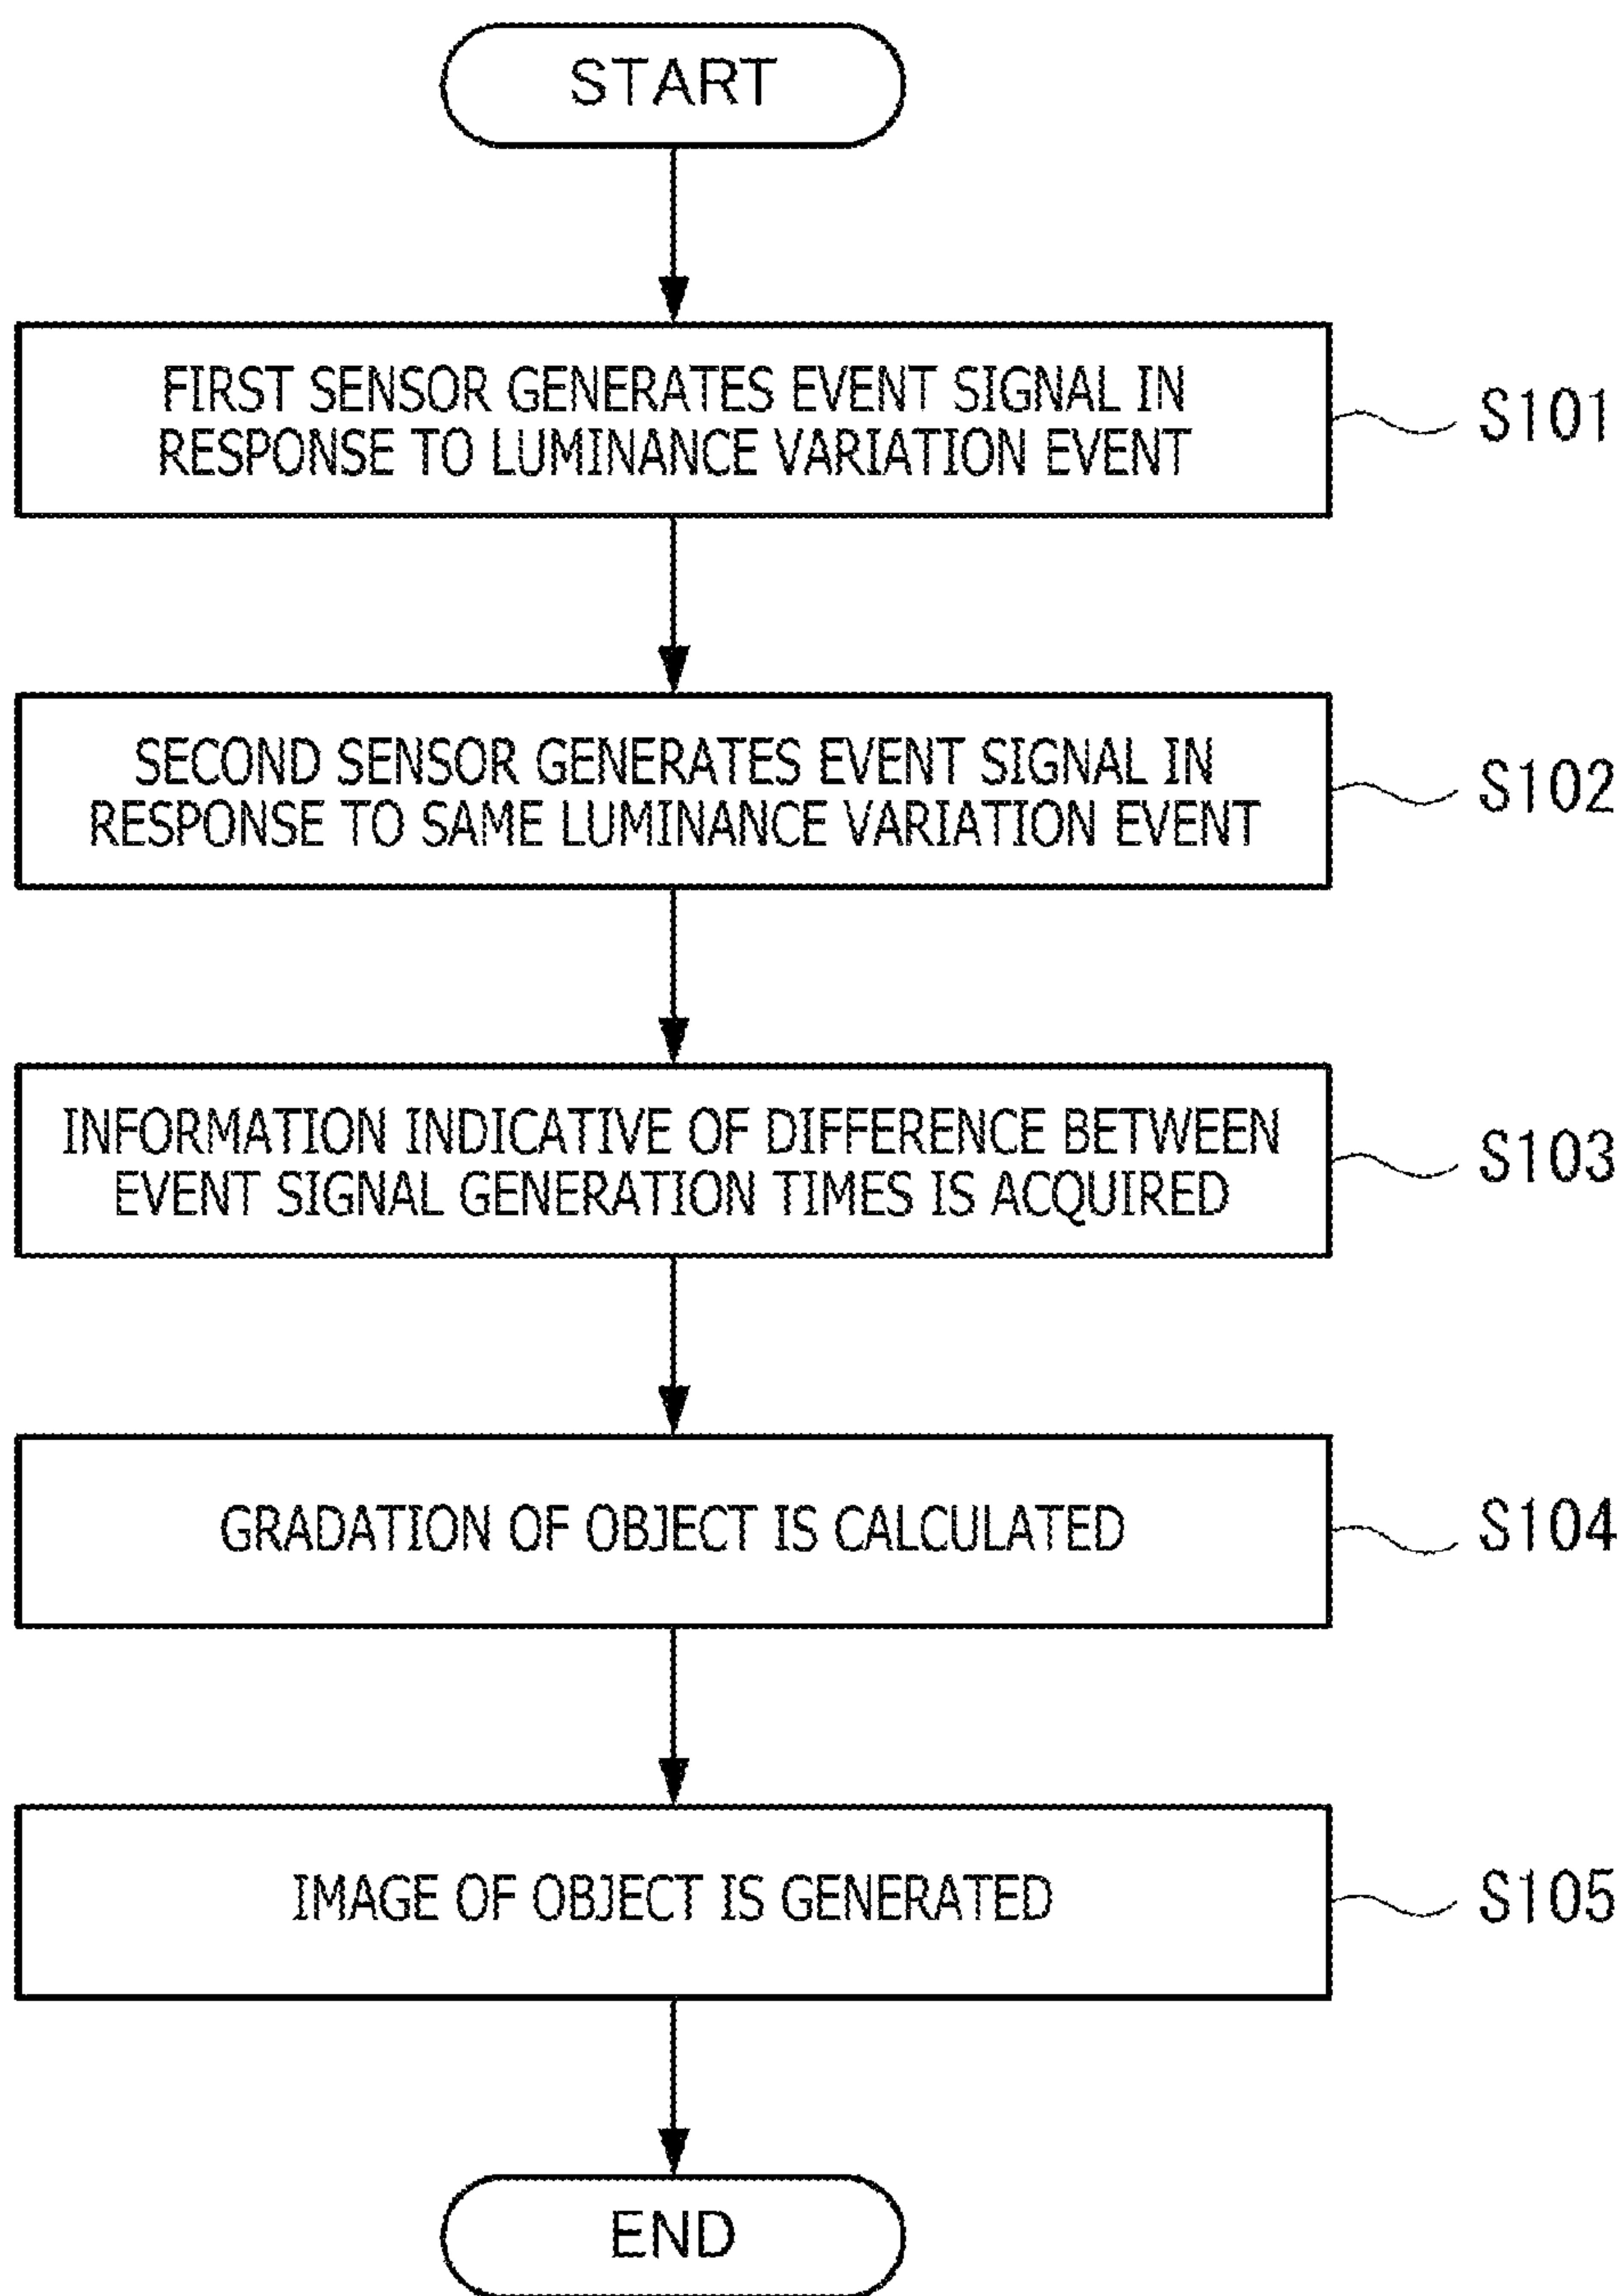 START
FIRST SENSOR GENERATES EVENT SIGNAL IN
RESPONSE TO LUMINANCE VARIATION EVENT
S101
SECOND SENSOR GENERATES EVENT SIGNAL IN
RESPONSE TO SAME LUMINANCE VARIATION EVENT
S102
INFORMATION INDICATIVE OF DIFFERENCE BETWEEN
EVENT SIGNAL GENERATION TIMES IS ACQUIRED
S103
GRADATION OF OBJECT IS CALCULATED
S104
IMAGE OF OBJECT IS GENERATED
S105
END